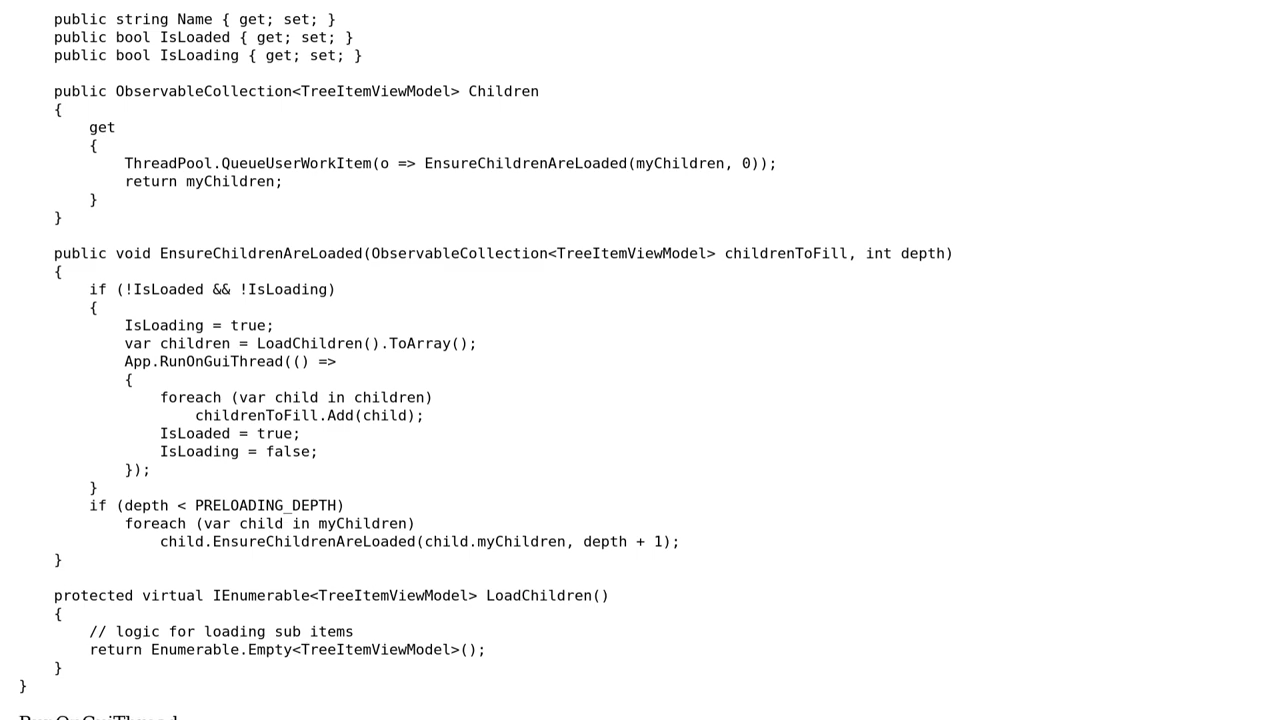 public string Name { get; set; }
public bool IsLoaded { get; set; }
public bool IsLoading { get; set; }
public ObservableCollection<TreeItemViewModel> Children
{
get
{
ThreadPool.QueueUserWorkItem(o => EnsureChildrenAreLoaded(myChildren, 0));
return myChildren;
}
}
public void EnsureChildrenAreLoaded(ObservableCollection<TreeItemViewModel> childrenToFill, int depth)
{
if (!IsLoaded && !IsLoading)
{
IsLoading = true;
var children = LoadChildren().ToArray();
App.RunOnGuiThread(() =>
{
foreach (var child in children)
childrenToFill.Add(child);
IsLoaded = true;
IsLoading = false;
});
}
if (depth < PRELOADING_DEPTH)
foreach (var child in myChildren)
child.EnsureChildrenAreLoaded(child.myChildren, depth + 1);
}
protected virtual IEnumerable<TreeItemViewModel> LoadChildren()
{
// logic for loading sub items
return Enumerable.Empty<TreeItemViewModel>();
}
}
RunOnGuiThread